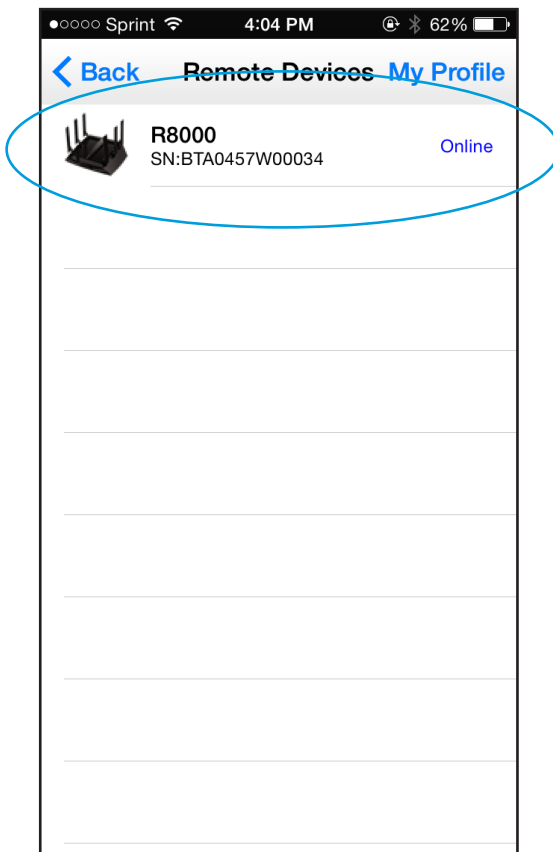 Sprint 4:04 PM 62%
Back Remote Devices My Profile
R8000
SN:BTA0457W00034
Online